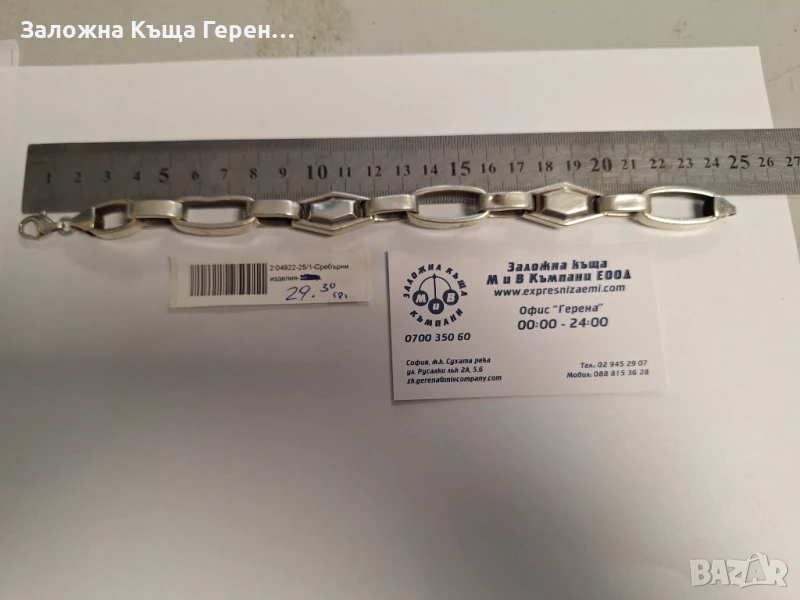 Заложна Къща Герен...
1 2 3 4 5 6 7 8 9 10 11 12 13 14 15 16 17 18 19 20 21 22 23 24 25 26 27
2:04922-25/1-Сребърни
изделия-
29.30 гр.
ЗАЛОЖНА КЪЩА
М и В
КЪМПАНИ
0700 350 60
Заложна къща
М и В Къмпани ЕООД
www.expresnizaemi.com
Офис "Герена"
00:00 - 24:00
София, ж.к. Сухата река
ул. Русалки лък 2А, 5,6
zk.gerena@mivcompany.com
Тел. 02 945 29 07
Мобил: 088 815 36 28
BAZAR